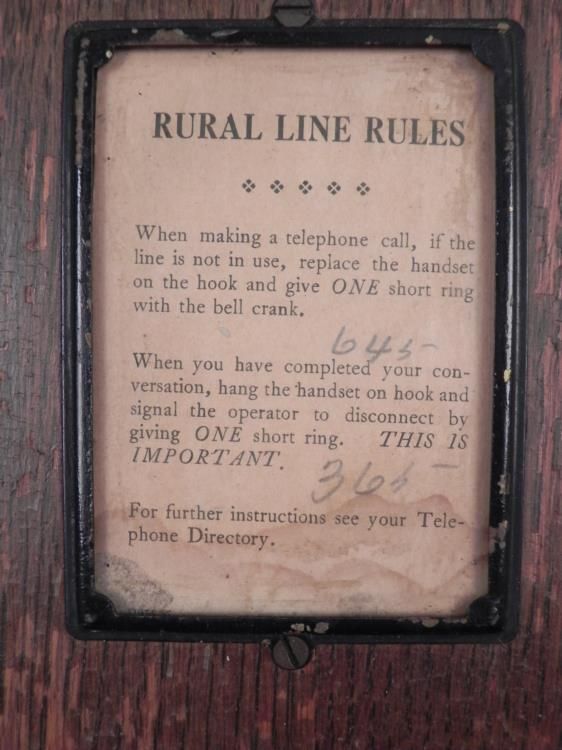 RURAL LINE RULES
When making a telephone call, if the
line is not in use, replace the handset
on the hook and give ONE short ring
with the bell crank.
645
When you have completed your con-
versation, hang the handset on hook and
signal the operator to disconnect by
giving ONE short ring. THIS IS
IMPORTANT.
365
For further instructions see your Tele-
phone Directory.